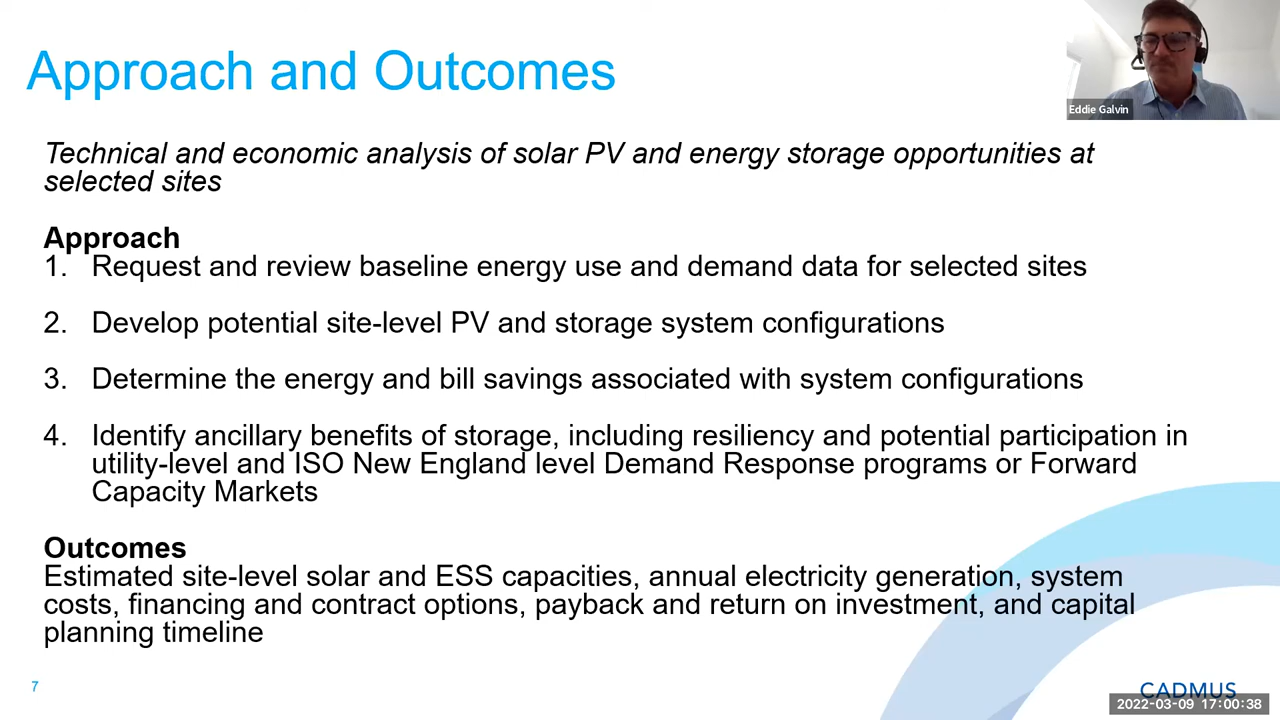 Approach and Outcomes
Eddie Galvin
Technical and economic analysis of solar PV and energy storage opportunities at
selected sites
Approach
1. Request and review baseline energy use and demand data for selected sites
2. Develop potential site-level PV and storage system configurations
3. Determine the energy and bill savings associated with system configurations
4. Identify ancillary benefits of storage, including resiliency and potential participation in
utility-level and ISO New England level Demand Response programs or Forward
Capacity Markets
Outcomes
Estimated site-level solar and ESS capacities, annual electricity generation, system
costs, financing and contract options, payback and return on investment, and capital
planning timeline
7
CADMUS
2022-03-09 17:00:38